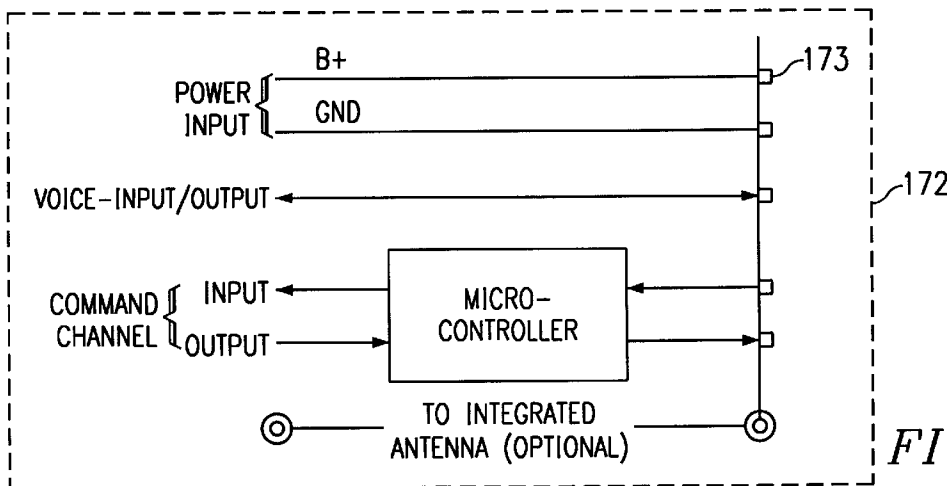 B+
173
POWER
INPUT
GND
172
VOICE-INPUT/OUTPUT
COMMAND
CHANNEL
INPUT
OUTPUT
MICRO-
CONTROLLER
TO INTEGRATED
ANTENNA (OPTIONAL)
FI